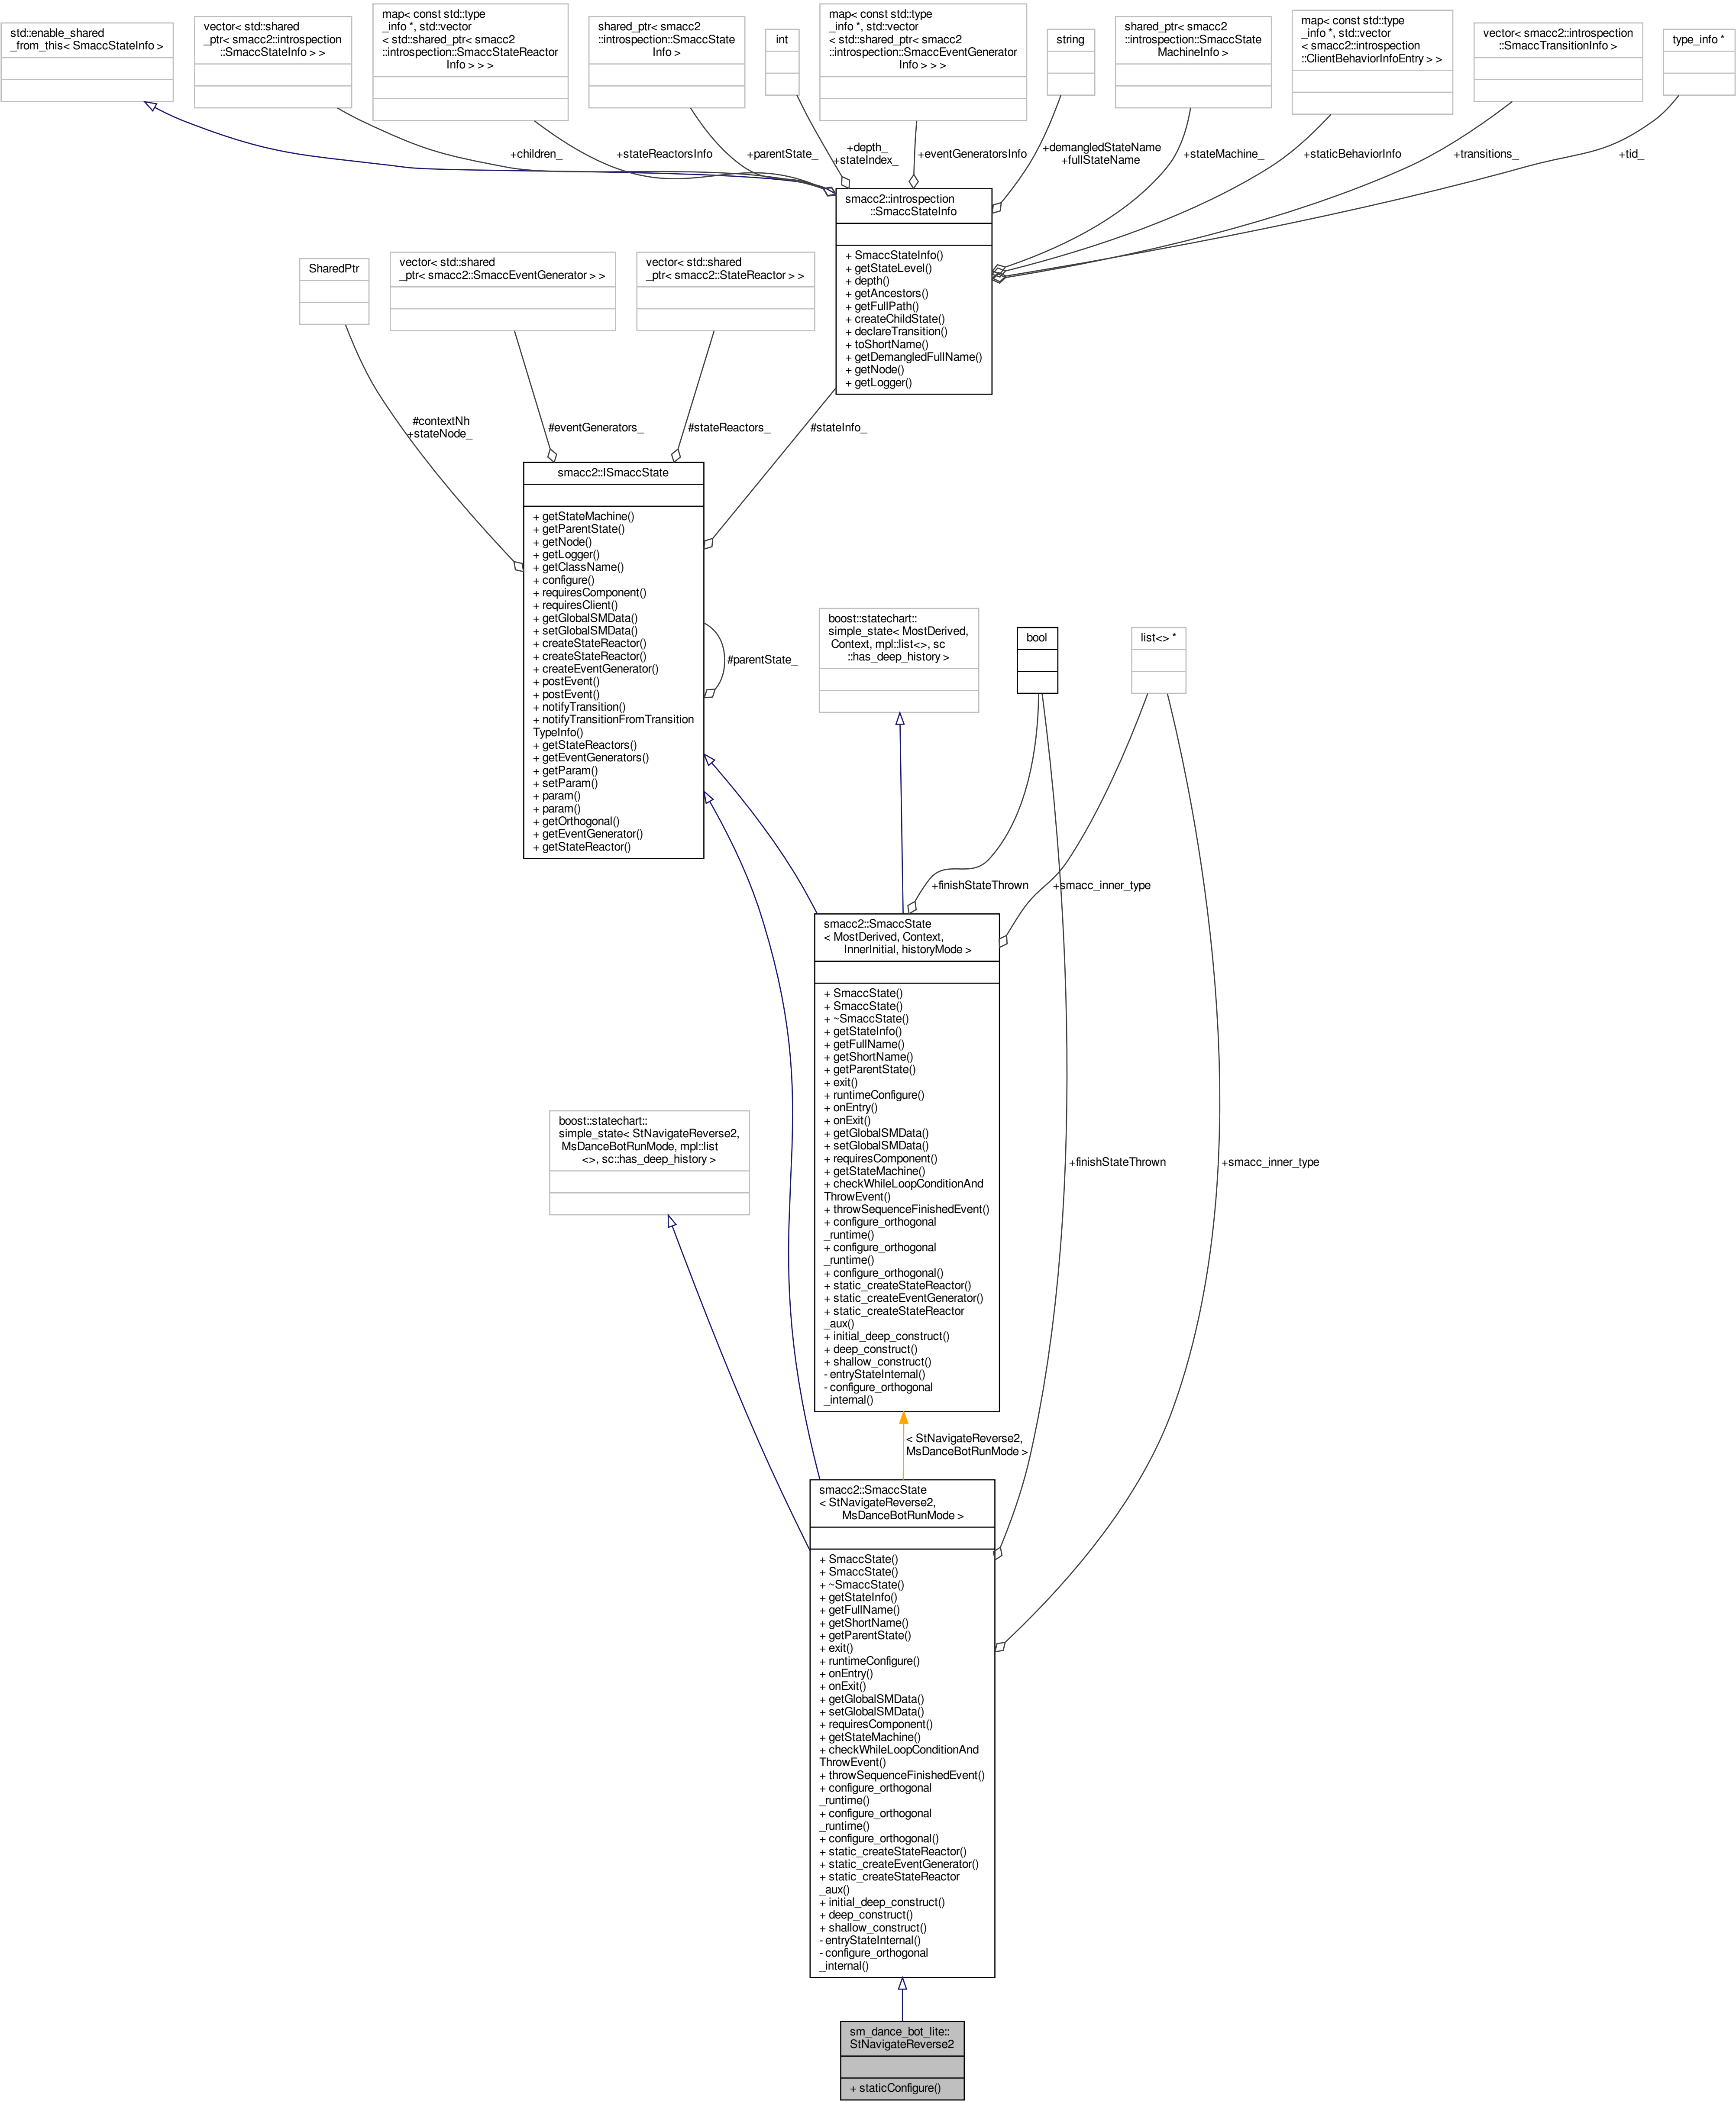 std::enable_shared
_from_this< SmaccStateInfo >
vector< std::shared
_ptr< smacc2::introspection
::SmaccStateInfo > >
map< const std::type
_info *, std::vector
< std::shared_ptr< smacc2
::introspection::SmaccStateReactor
Info > > >
shared_ptr< smacc2
::introspection::SmaccState
Info >
int
map< const std::type
_info *, std::vector
< std::shared_ptr< smacc2
::introspection::SmaccEventGenerator
Info > > >
string
shared_ptr< smacc2
::introspection::SmaccState
MachineInfo >
map< const std::type
_info *, std::vector
< smacc2::introspection
::ClientBehaviorInfoEntry > >
vector< smacc2::introspection
::SmaccTransitionInfo >
type_info *
+children_
+stateReactorsInfo
+parentState_
+depth_
+stateIndex_
+eventGeneratorsInfo
+demangledStateName
+fullStateName
+stateMachine_
+staticBehaviorInfo
+transitions_
+tid_
smacc2::introspection
::SmaccStateInfo
+ SmaccStateInfo()
+ getStateLevel()
+ depth()
+ getAncestors()
+ getFullPath()
+ createChildState()
+ declareTransition()
+ toShortName()
+ getDemangledFullName()
+ getNode()
+ getLogger()
SharedPtr
vector< std::shared
_ptr< smacc2::SmaccEventGenerator > >
vector< std::shared
_ptr< smacc2::StateReactor > >
#contextNh
+stateNode_
#eventGenerators_
#stateReactors_
#stateInfo_
smacc2::ISmaccState
+ getStateMachine()
+ getParentState()
+ getNode()
+ getLogger()
+ getClassName()
+ configure()
+ requiresComponent()
+ requiresClient()
+ getGlobalSMData()
+ setGlobalSMData()
+ createStateReactor()
+ createStateReactor()
+ createEventGenerator()
+ postEvent()
+ postEvent()
+ notifyTransition()
+ notifyTransitionFromTransition
TypeInfo()
+ getStateReactors()
+ getEventGenerators()
+ getParam()
+ setParam()
+ param()
+ param()
+ getOrthogonal()
+ getEventGenerator()
+ getStateReactor()
#parentState_
boost::statechart::
simple_state< MostDerived,
Context, mpl::list<>, sc
::has_deep_history >
bool
list<> *
+finishStateThrown
+smacc_inner_type
smacc2::SmaccState
< MostDerived, Context,
InnerInitial, historyMode >
+ SmaccState()
+ SmaccState()
+ ~SmaccState()
+ getStateInfo()
+ getFullName()
+ getShortName()
+ getParentState()
+ exit()
+ runtimeConfigure()
+ onEntry()
+ onExit()
+ getGlobalSMData()
+ setGlobalSMData()
+ requiresComponent()
+ getStateMachine()
+ checkWhileLoopConditionAnd
ThrowEvent()
+ throwSequenceFinishedEvent()
+ configure_orthogonal
_runtime()
+ configure_orthogonal
_runtime()
+ configure_orthogonal()
+ static_createStateReactor()
+ static_createEventGenerator()
+ static_createStateReactor
_aux()
+ initial_deep_construct()
+ deep_construct()
+ shallow_construct()
- entryStateInternal()
- configure_orthogonal
_internal()
boost::statechart::
simple_state< StNavigateReverse2,
MsDanceBotRunMode, mpl::list
<>, sc::has_deep_history >
+finishStateThrown
+smacc_inner_type
< StNavigateReverse2,
MsDanceBotRunMode >
smacc2::SmaccState
< StNavigateReverse2,
MsDanceBotRunMode >
+ SmaccState()
+ SmaccState()
+ ~SmaccState()
+ getStateInfo()
+ getFullName()
+ getShortName()
+ getParentState()
+ exit()
+ runtimeConfigure()
+ onEntry()
+ onExit()
+ getGlobalSMData()
+ setGlobalSMData()
+ requiresComponent()
+ getStateMachine()
+ checkWhileLoopConditionAnd
ThrowEvent()
+ throwSequenceFinishedEvent()
+ configure_orthogonal
_runtime()
+ configure_orthogonal
_runtime()
+ configure_orthogonal()
+ static_createStateReactor()
+ static_createEventGenerator()
+ static_createStateReactor
_aux()
+ initial_deep_construct()
+ deep_construct()
+ shallow_construct()
- entryStateInternal()
- configure_orthogonal
_internal()
sm_dance_bot_lite::
StNavigateReverse2
+ staticConfigure()